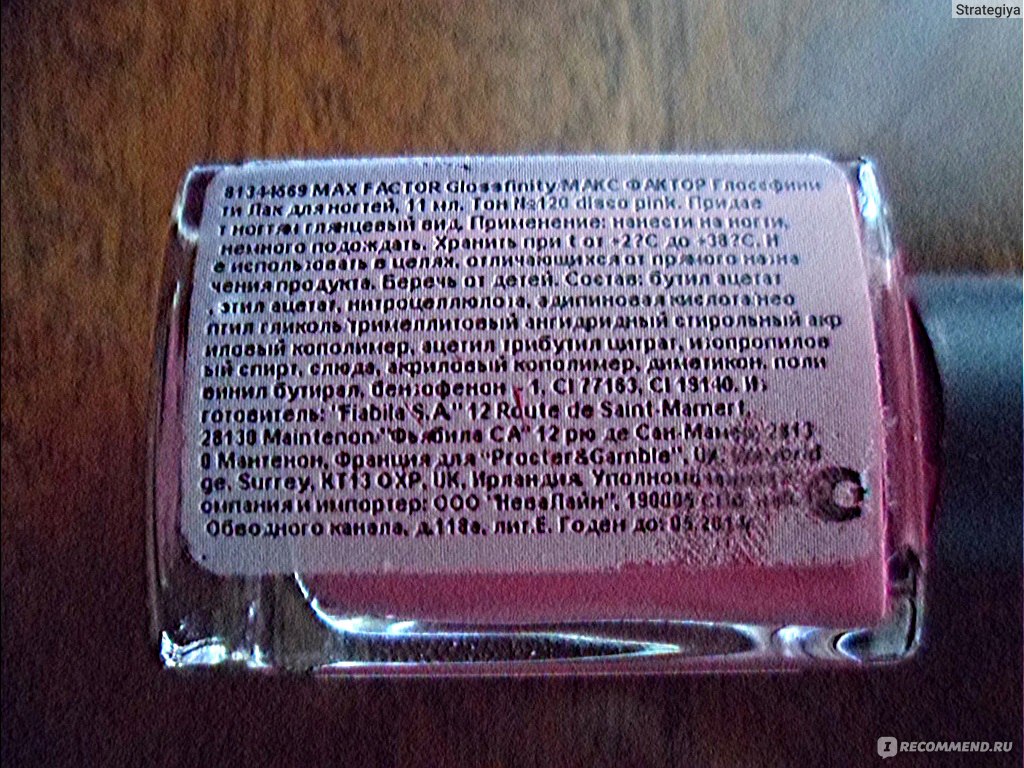 Strategiya
81344669 MAX FACTOR Glossfinity МАКС ФАКТОР Глоссфини
ти Лак для ногтей, 11 мл. Тон №120 disco pink. Придае
т ногтям глянцевый вид. Применение: нанести на ногти,
немного подождать. Хранить при t от +2?C до +38?C. Н
е использовать в целях, отличающихся от прямого назна
чения продукта. Беречь от детей. Состав: бутил ацетат
, этил ацетат, нитроцеллюлоза, адипиновая кислота/нео
птил гликоль/тримеллитовый ангидридный стирольный акр
иловый кополимер, ацетил трибутил цитрат, изопропилов
ый спирт, слюда, акриловый кополимер, диметикон, поли
винил бутирал, бензофенон - 1, CI 77163, CI 19140. Из
готовитель: "Fiabila S.A." 12 Route de Saint-Mamert,
28130 Maintenon/"Фьябила СА" 12 рю де Сан-Мамер, 2813
0 Мантенон, Франция для "Procter&Gamble",
ge, Surrey, KT13 0XP, UK, Ирландия. Уполномоченная
омпания и импортер: ООО "НеваЛайн", 190005
Обводного канала, д.118а, лит.Е. Годен до: 05.2014г.
IRECOMMEND.RU